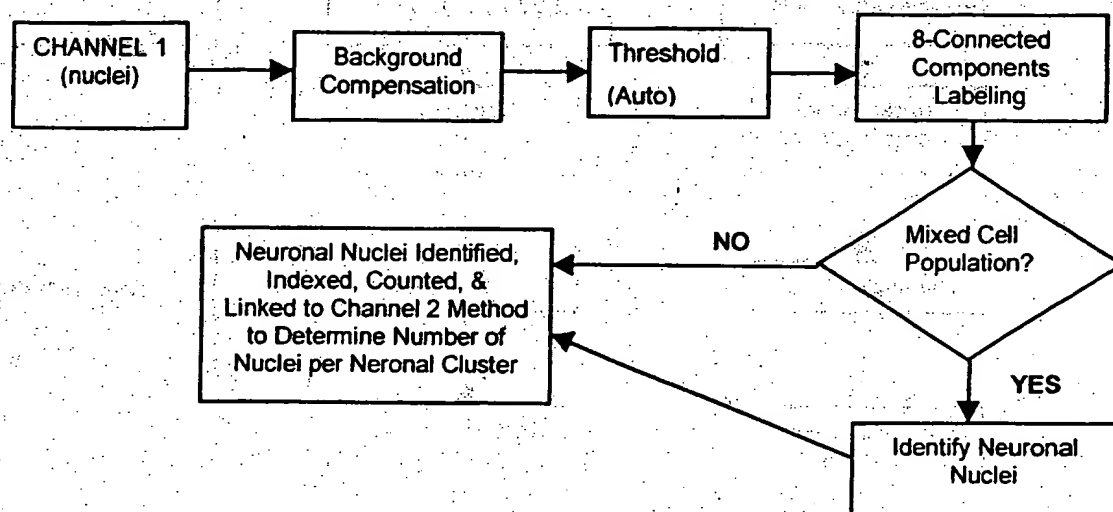 CHANNEL 1
(nuclei)
Background
Compensation
Threshold
(Auto)
8-Connected
Components
Labeling
Mixed Cell
Population?
NO
YES
Neuronal Nuclei Identified,
Indexed, Counted, &
Linked to Channel 2 Method
to Determine Number of
Nuclei per Neronal Cluster
Identify Neuronal
Nuclei